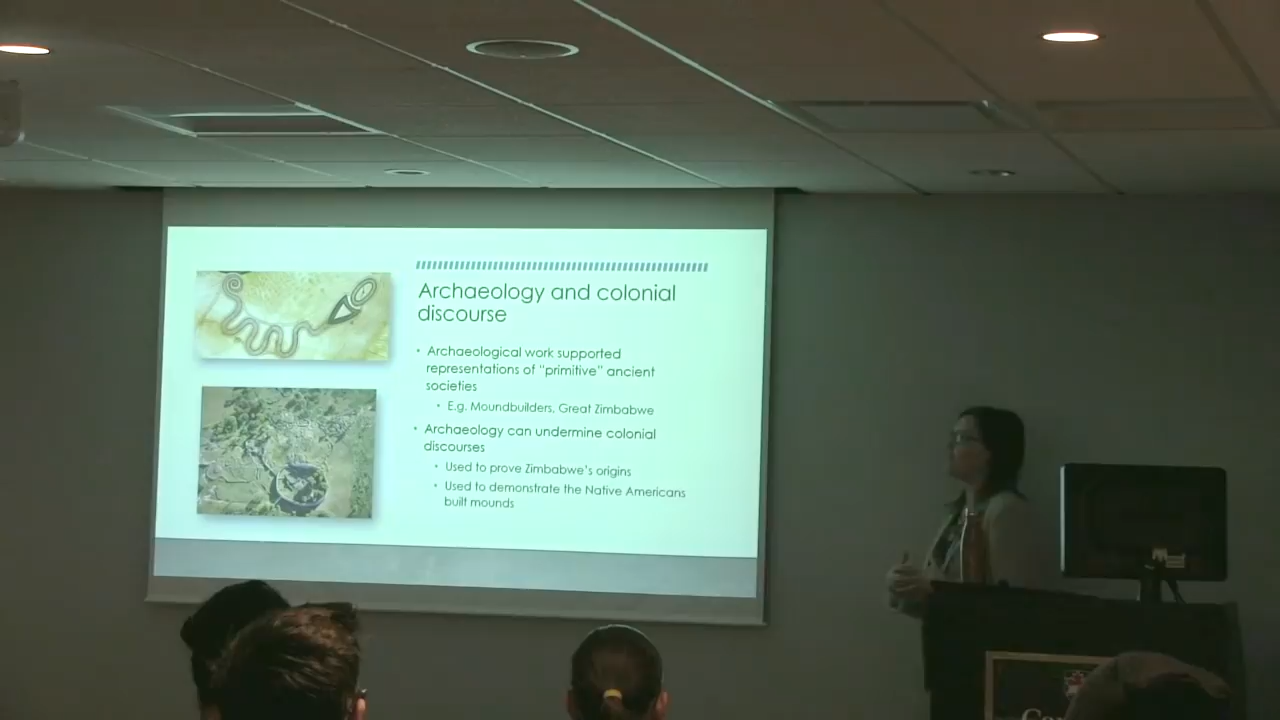 Archaeology and colonial
discourse
• Archaeological work supported
representations of "primitive" ancient
societies
• E.g. Moundbuilders, Great Zimbabwe
• Archaeology can undermine colonial
discourses
• Used to prove Zimbabwe's origins
• Used to demonstrate the Native Americans
built mounds